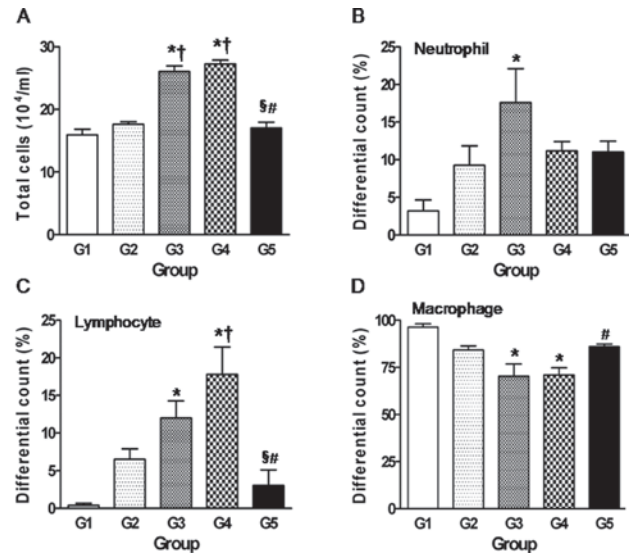 A
Total cells (10⁴/ml)
30
20
10
0
*†
*†
§#
G1 G2 G3 G4 G5
Group
B
Neutrophil
Differential count (%)
25
20
15
10
5
0
*
G1 G2 G3 G4 G5
Group
C
Lymphocyte
Differential count (%)
25
20
15
10
5
0
*
*†
§#
G1 G2 G3 G4 G5
Group
D
Macrophage
Differential count (%)
100
75
50
25
0
*
*
#
G1 G2 G3 G4 G5
Group